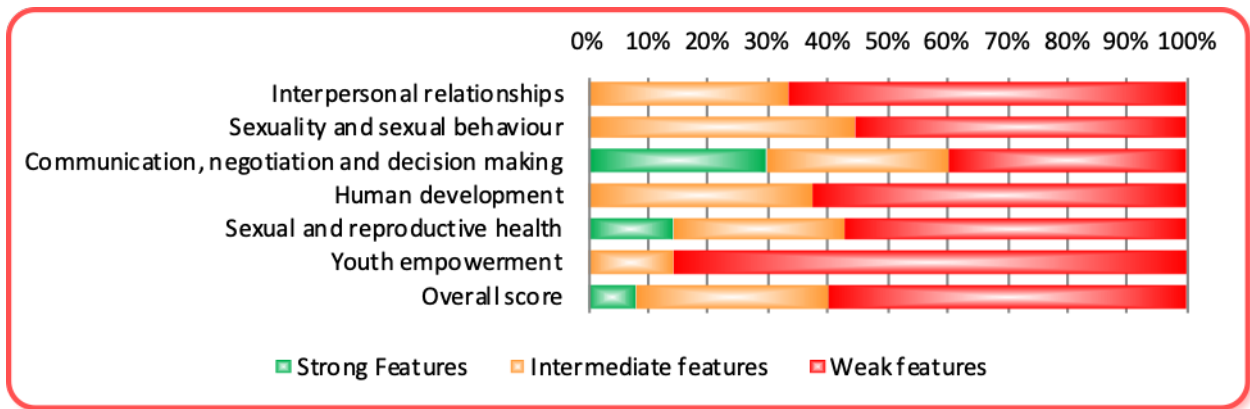 0% 10% 20% 30% 40% 50% 60% 70% 80% 90% 100%
Interpersonal relationships
Sexuality and sexual behaviour
Communication, negotiation and decision making
Human development
Sexual and reproductive health
Youth empowerment
Overall score
Strong Features Intermediate features Weak features